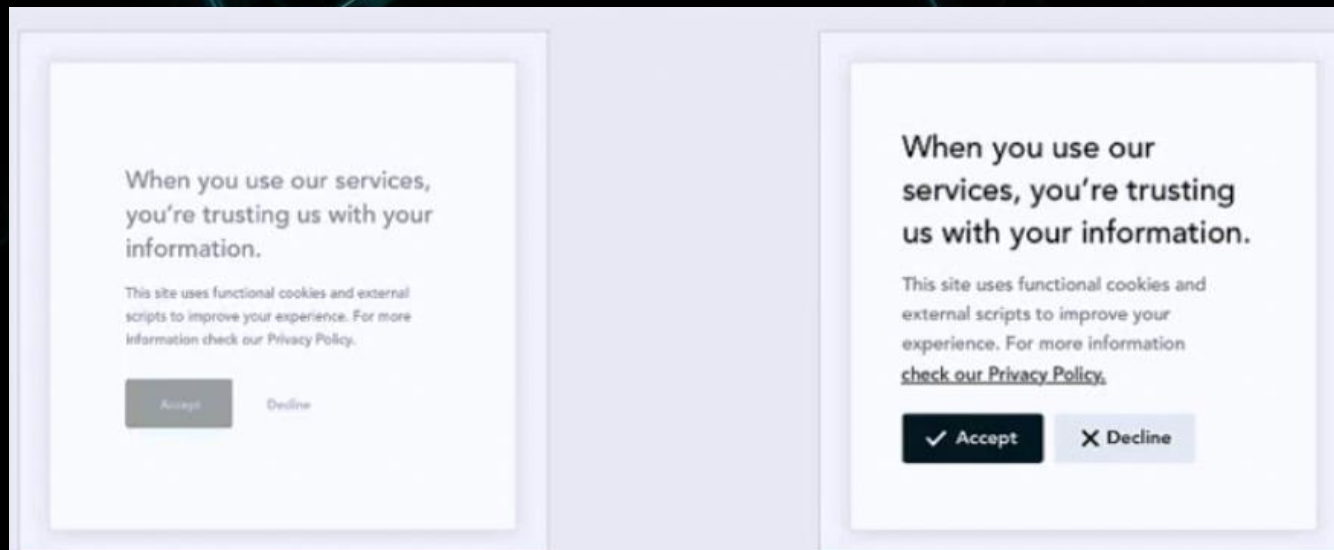 When you use our services,
you're trusting us with your
information.
This site uses functional cookies and external
scripts to improve your experience. For more
information check our Privacy Policy.
Accept
Decline
When you use our
services, you're trusting
us with your information.
This site uses functional cookies and
external scripts to improve your
experience. For more information
check our Privacy Policy.
Accept
Decline